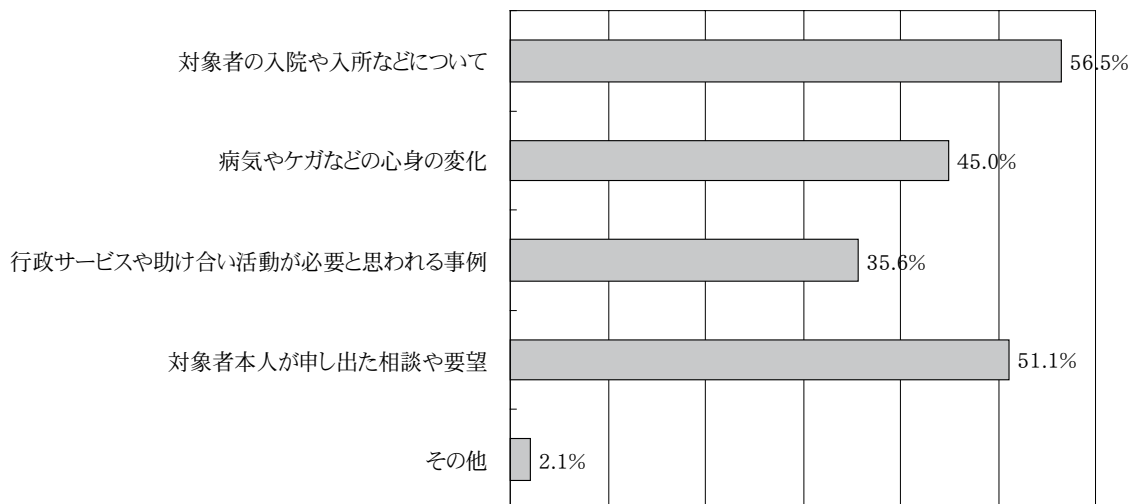 対象者の入院や入所などについて
56.5%
病気やケガなどの心身の変化
45.0%
行政サービスや助け合い活動が必要と思われる事例
35.6%
対象者本人が申し出た相談や要望
51.1%
その他
2.1%